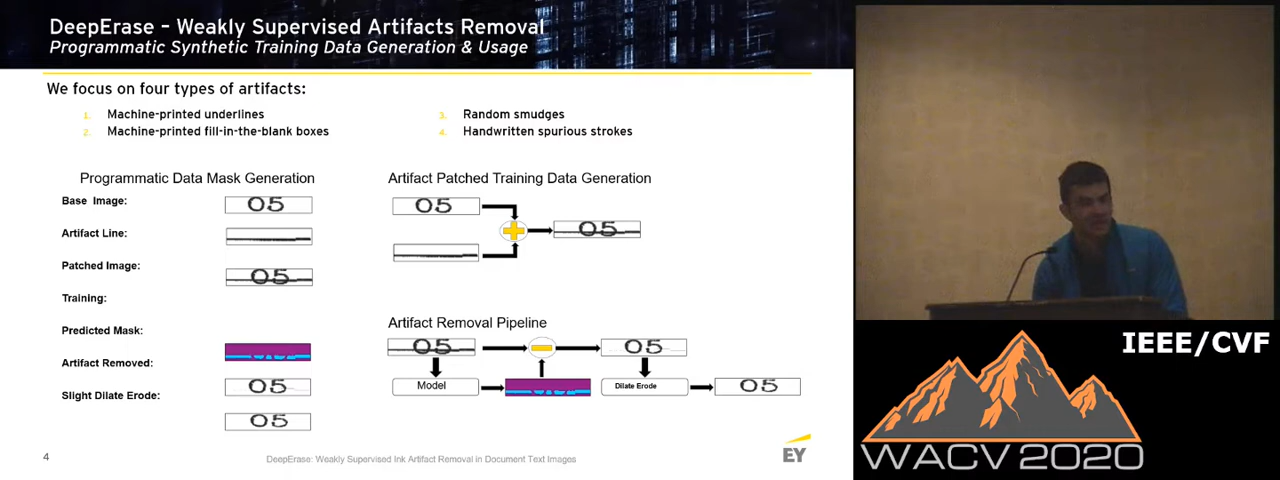 DeepErase – Weakly Supervised Artifacts Removal
Programmatic Synthetic Training Data Generation & Usage
We focus on four types of artifacts:
1. Machine-printed underlines
2. Machine-printed fill-in-the-blank boxes
3. Random smudges
4. Handwritten spurious strokes
Programmatic Data Mask Generation
Base Image: 05
Artifact Line:
Patched Image: 05
Training:
Predicted Mask:
Artifact Removed: 05
Slight Dilate Erode: 05
Artifact Patched Training Data Generation
05
05
Artifact Removal Pipeline
05
05
Model
Dilate Erode
05
4
DeepErase: Weakly Supervised Ink Artifact Removal in Document Text Images
EY
IEEE/CVF
WACV 2020